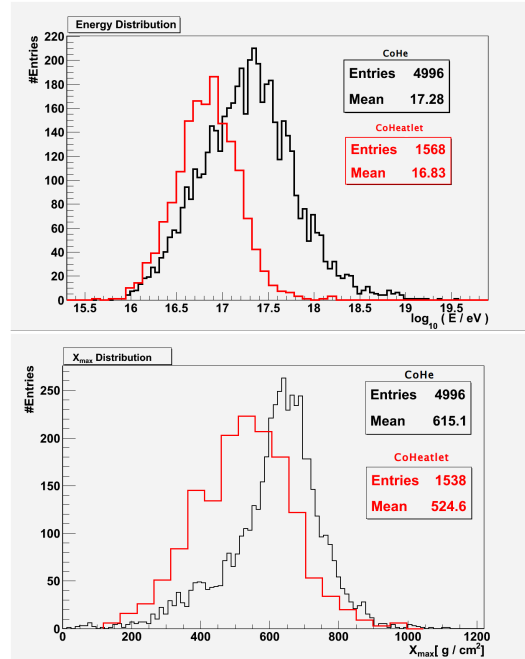 Energy Distribution
#Entries
220
200
180
160
140
120
100
80
60
40
20
0
CoHe
Entries 4996
Mean 17.28
CoHeatlet
Entries 1568
Mean 16.83
15.5 16 16.5 17 17.5 18 18.5 19 19.5
log10 ( E / eV )
Xmax Distribution
#Entries
250
200
150
100
50
0
CoHe
Entries 4996
Mean 615.1
CoHeatlet
Entries 1538
Mean 524.6
0 200 400 600 800 1000 1200
Xmax[ g / cm2]